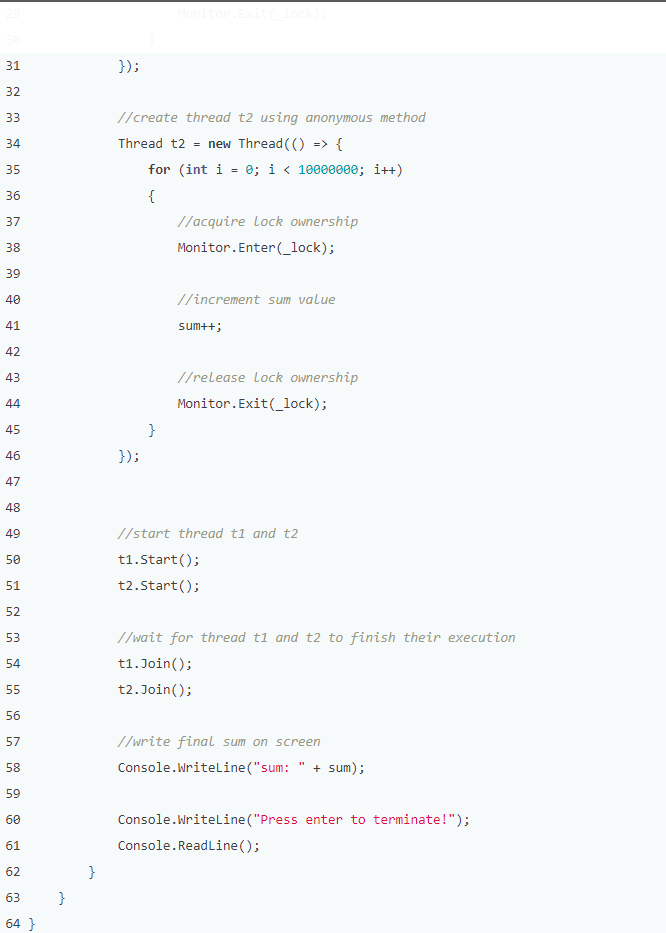 29                     Monitor.Exit(_lock);
30                 }
31             });
32
33             //create thread t2 using anonymous method
34             Thread t2 = new Thread(() => {
35                 for (int i = 0; i < 10000000; i++)
36                 {
37                     //acquire lock ownership
38                     Monitor.Enter(_lock);
39
40                     //increment sum value
41                     sum++;
42
43                     //release lock ownership
44                     Monitor.Exit(_lock);
45                 }
46             });
47
48
49             //start thread t1 and t2
50             t1.Start();
51             t2.Start();
52
53             //wait for thread t1 and t2 to finish their execution
54             t1.Join();
55             t2.Join();
56
57             //write final sum on screen
58             Console.WriteLine("sum: " + sum);
59
60             Console.WriteLine("Press enter to terminate!");
61             Console.ReadLine();
62         }
63     }
64 }